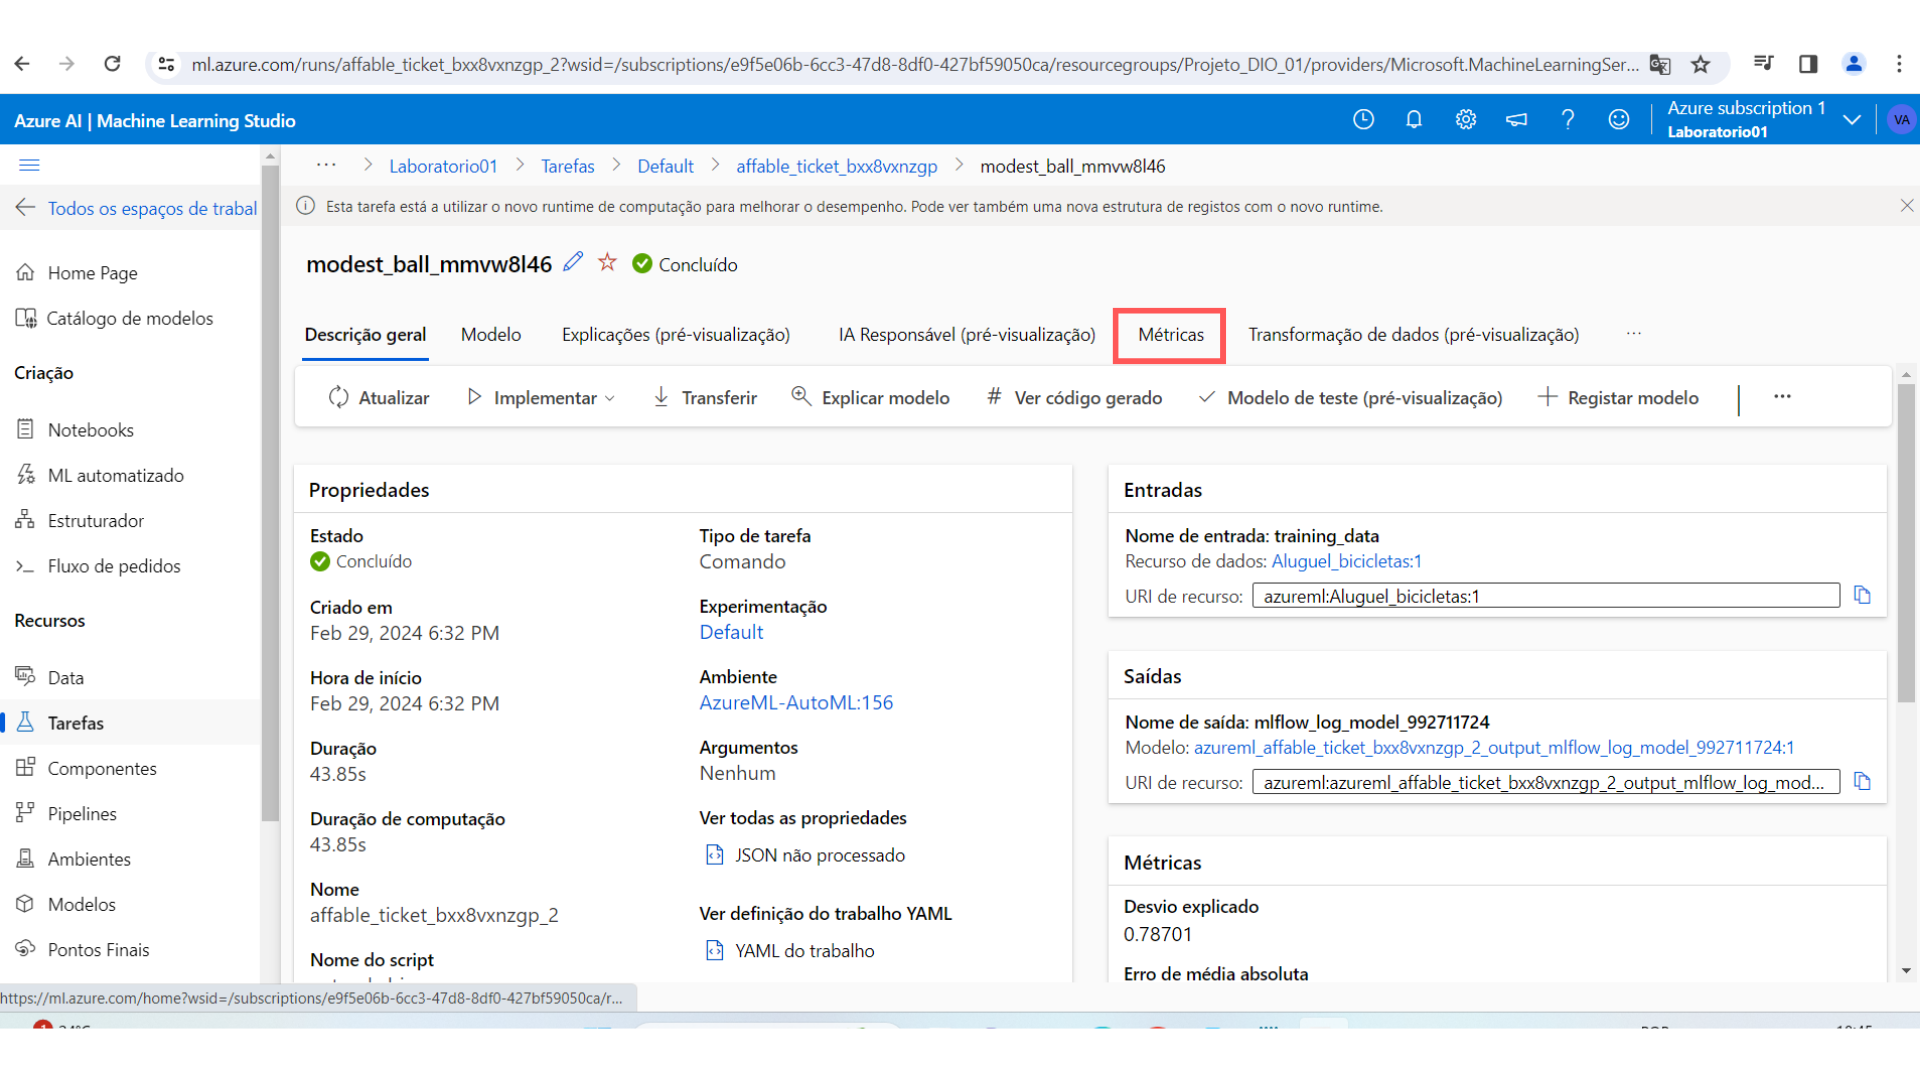 ml.azure.com/runs/affable_ticket_bxx8vxnzgp_2?wsid=/subscriptions/e9f5e06b-6cc3-47d8-8df0-427bf59050ca/resourcegroups/Projeto_DIO_01/providers/Microsoft.MachineLearningSer...
Azure AI | Machine Learning Studio
Azure subscription 1
Laboratorio01
VA
··· > Laboratorio01 > Tarefas > Default > affable_ticket_bxx8vxnzgp > modest_ball_mmvw8l46
Todos os espaços de trabal
Esta tarefa está a utilizar o novo runtime de computação para melhorar o desempenho. Pode ver também uma nova estrutura de registos com o novo runtime.
Home Page
Catálogo de modelos
Criação
Notebooks
ML automatizado
Estruturador
Fluxo de pedidos
Recursos
Data
Tarefas
Componentes
Pipelines
Ambientes
Modelos
Pontos Finais
modest_ball_mmvw8l46 Concluído
Descrição geral Modelo Explicações (pré-visualização) IA Responsável (pré-visualização) Métricas Transformação de dados (pré-visualização) ···
Atualizar Implementar Transferir Explicar modelo # Ver código gerado Modelo de teste (pré-visualização) Registar modelo ···
Propriedades
Estado
Concluído
Criado em
Feb 29, 2024 6:32 PM
Hora de início
Feb 29, 2024 6:32 PM
Duração
43.85s
Duração de computação
43.85s
Nome
affable_ticket_bxx8vxnzgp_2
Nome do script
Tipo de tarefa
Comando
Experimentação
Default
Ambiente
AzureML-AutoML:156
Argumentos
Nenhum
Ver todas as propriedades
JSON não processado
Ver definição do trabalho YAML
YAML do trabalho
Entradas
Nome de entrada: training_data
Recurso de dados: Aluguel_bicicletas:1
URI de recurso: azureml:Aluguel_bicicletas:1
Saídas
Nome de saída: mlflow_log_model_992711724
Modelo: azureml_affable_ticket_bxx8vxnzgp_2_output_mlflow_log_model_992711724:1
URI de recurso: azureml:azureml_affable_ticket_bxx8vxnzgp_2_output_mlflow_log_mod...
Métricas
Desvio explicado
0.78701
Erro de média absoluta
https://ml.azure.com/home?wsid=/subscriptions/e9f5e06b-6cc3-47d8-8df0-427bf59050ca/r...